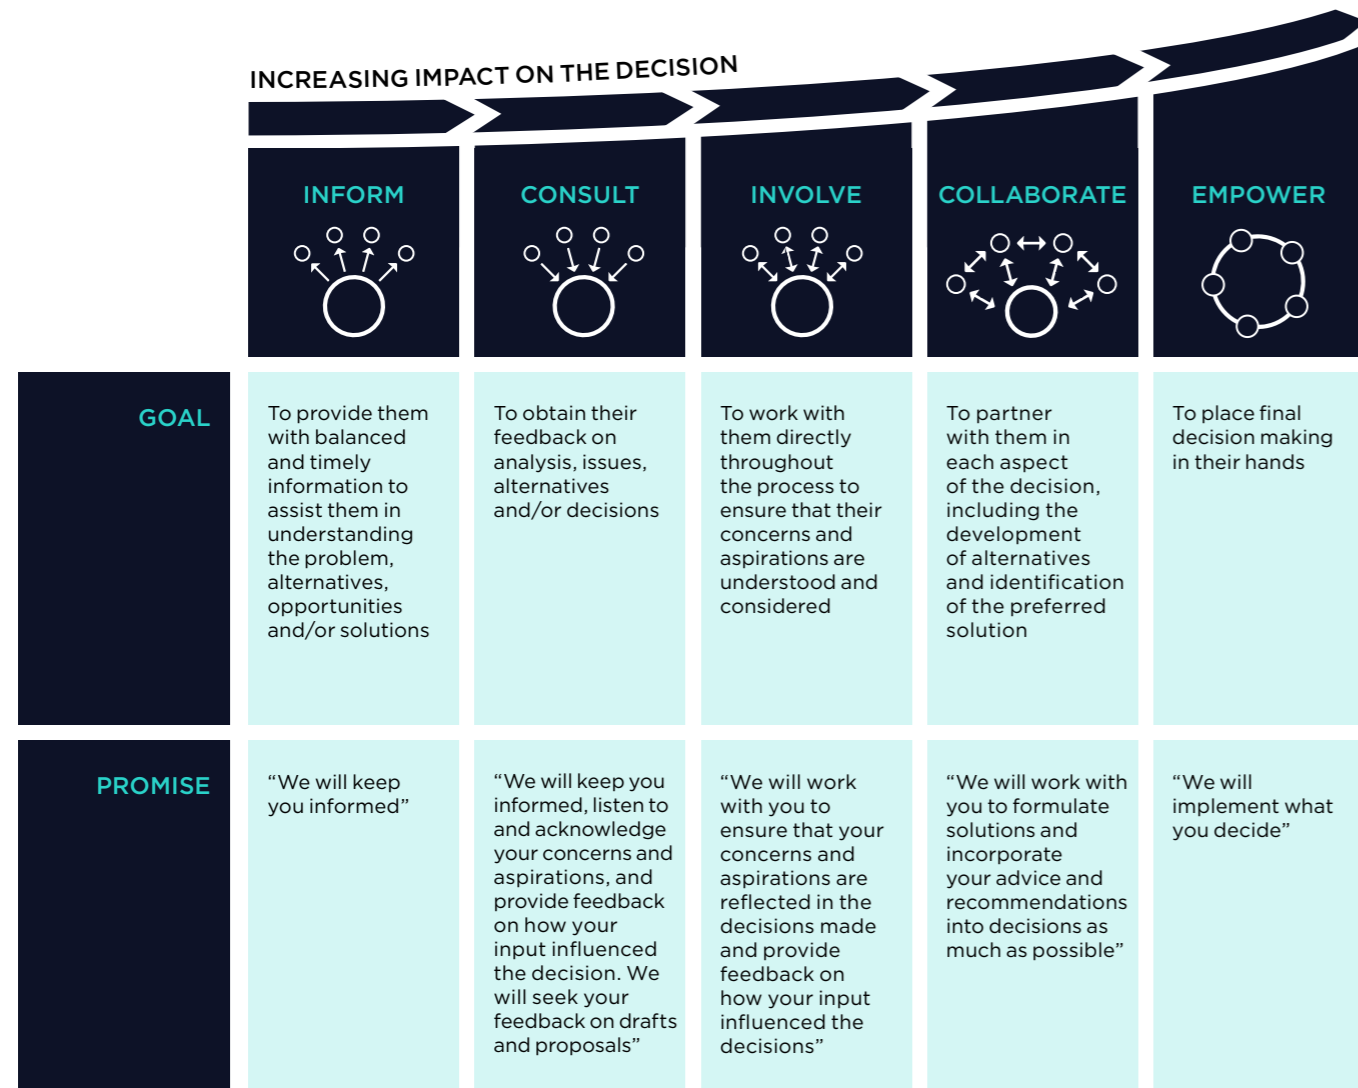 INCREASING IMPACT ON THE DECISION
INFORM
CONSULT
INVOLVE
COLLABORATE
EMPOWER
GOAL
To provide them
with balanced
and timely
information to
assist them in
understanding
the problem,
alternatives,
opportunities
and/or solutions
To obtain their
feedback on
analysis, issues,
alternatives
and/or decisions
To work with
them directly
throughout
the process to
ensure that their
concerns and
aspirations are
understood and
considered
To partner
with them in
each aspect
of the decision,
including the
development
of alternatives
and identification
of the preferred
solution
To place final
decision making
in their hands
PROMISE
“We will keep
you informed”
“We will keep you
informed, listen to
and acknowledge
your concerns and
aspirations, and
provide feedback
on how your
input influenced
the decision. We
will seek your
feedback on drafts
and proposals”
“We will work
with you to
ensure that your
concerns and
aspirations are
reflected in the
decisions made
and provide
feedback on
how your input
influenced the
decisions”
“We will work with
you to formulate
solutions and
incorporate
your advice and
recommendations
into decisions as
much as possible”
“We will
implement what
you decide”